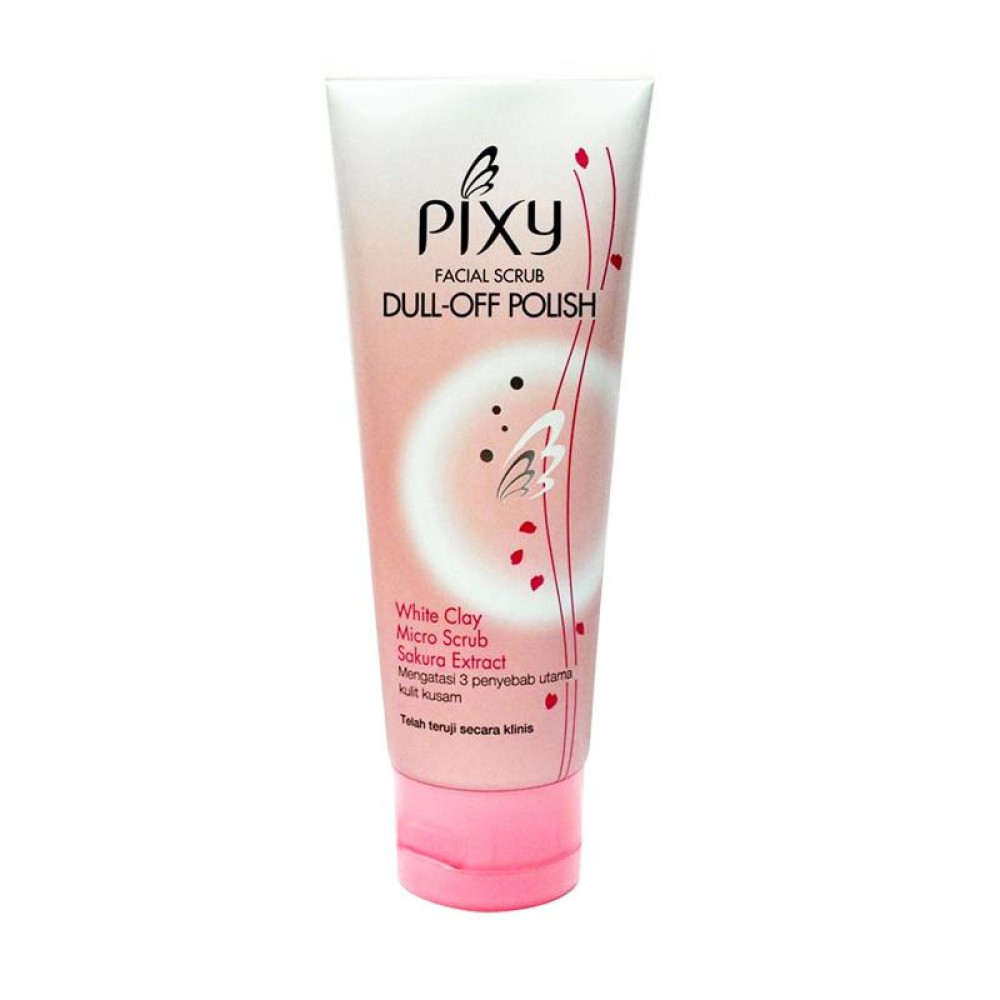 PIXY
FACIAL SCRUB
DULL-OFF POLISH
White Clay
Micro Scrub
Sakura Extract
Mengatasi 3 penyebab utama
kulit kusam
Telah teruji secara klinis